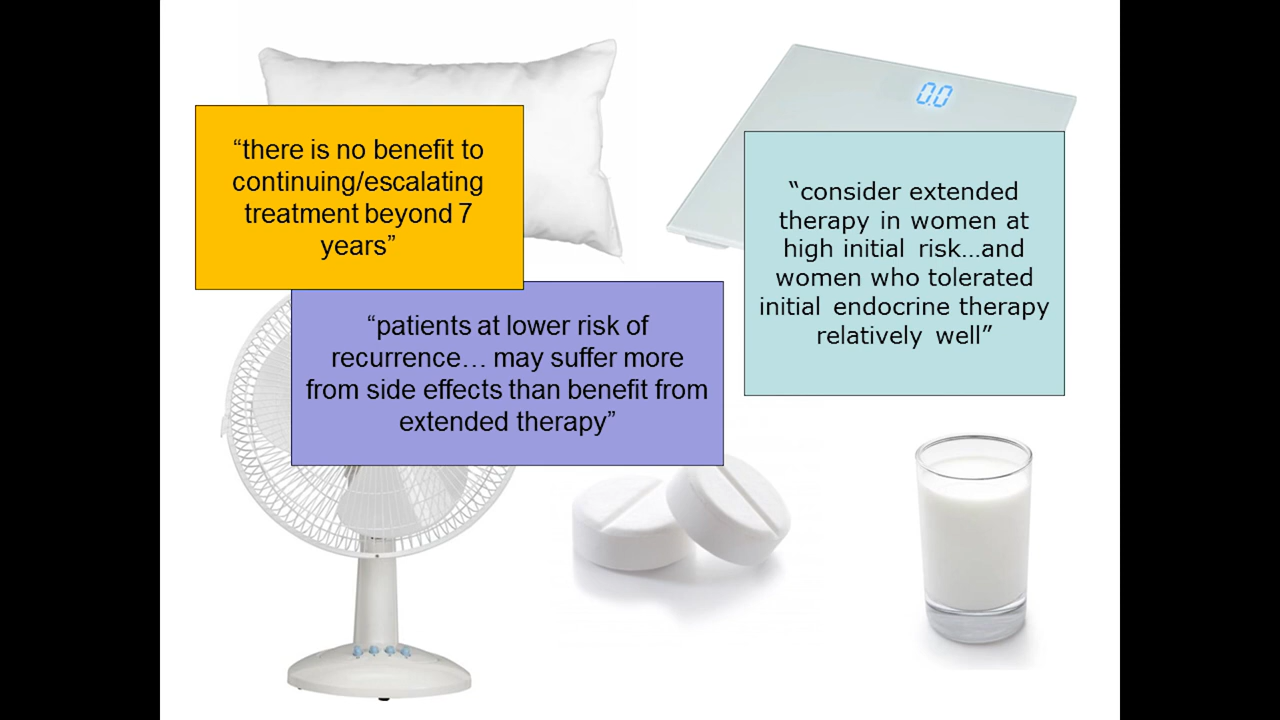 0.0
“there is no benefit to
continuing/escalating
treatment beyond 7
years”
“consider extended
therapy in women at
high initial risk…and
women who tolerated
initial endocrine therapy
relatively well”
“patients at lower risk of
recurrence… may suffer more
from side effects than benefit from
extended therapy”